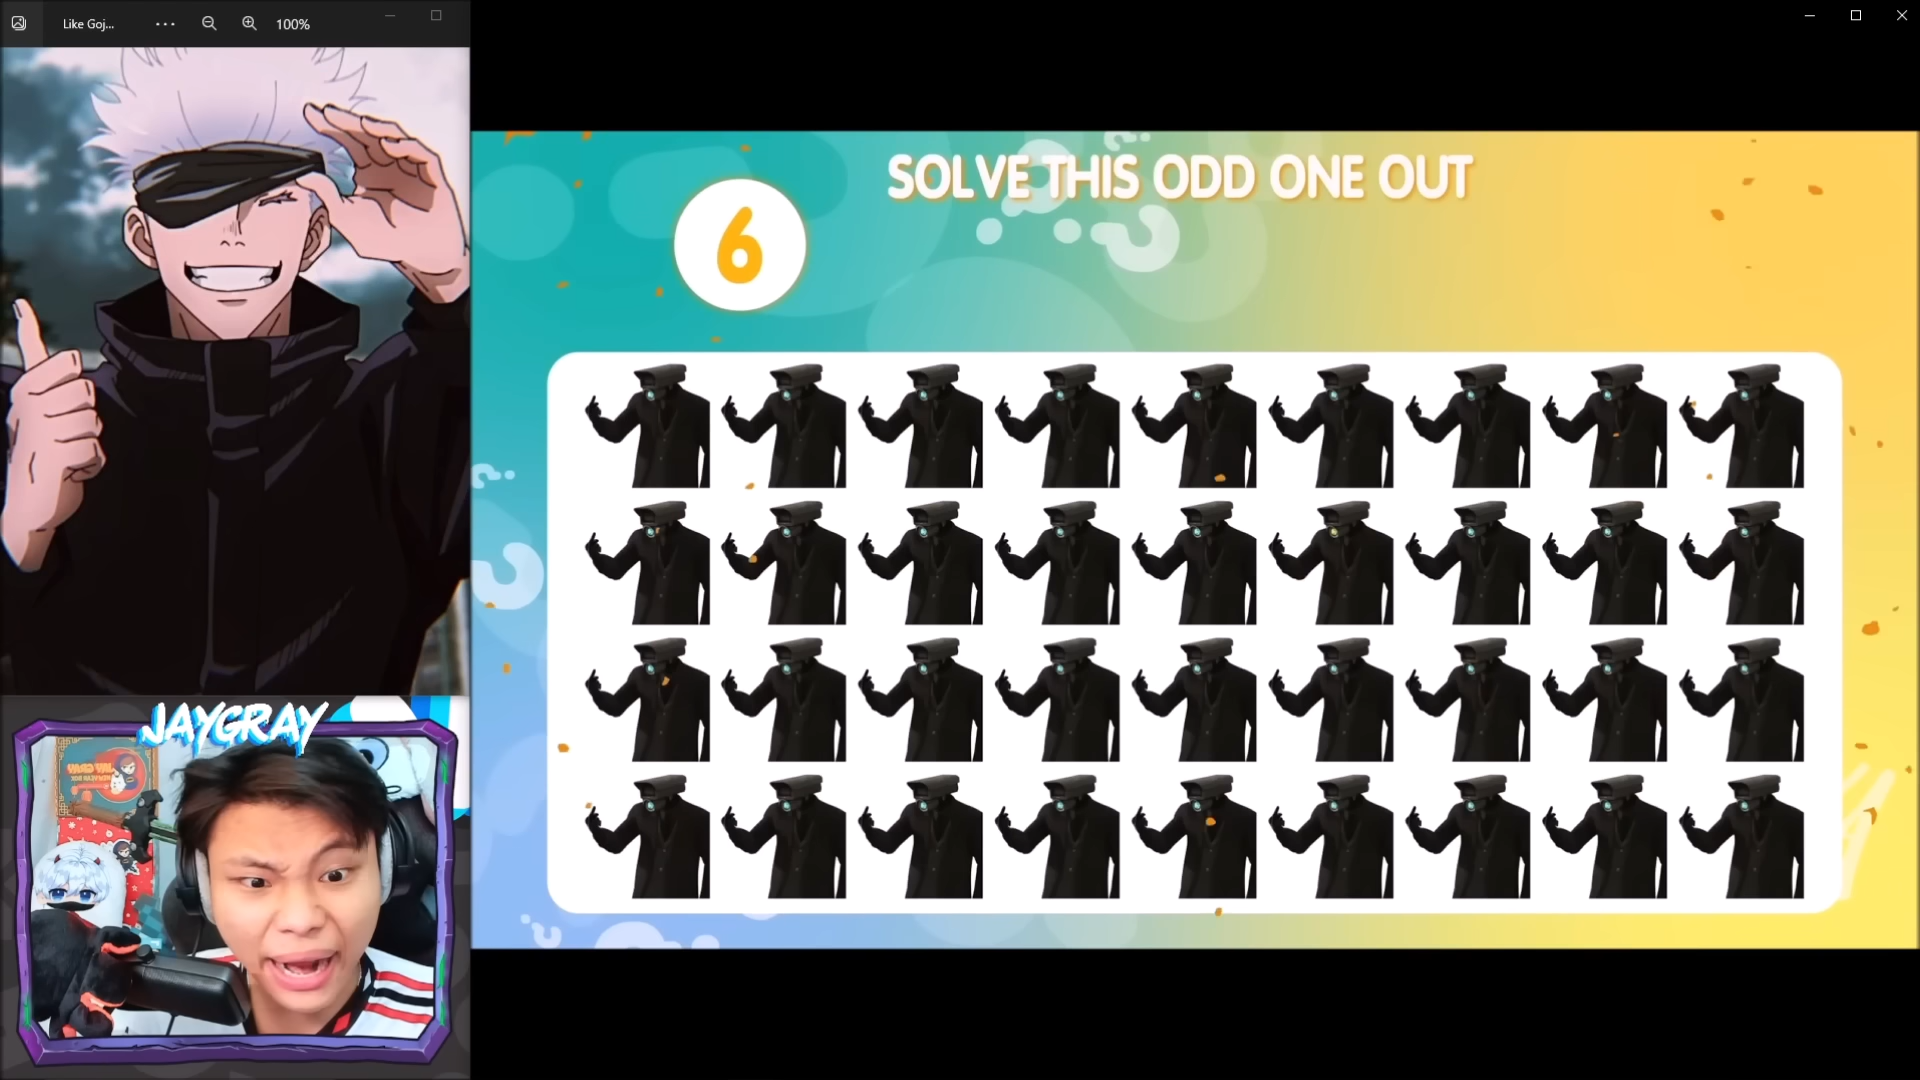 Like Goj...
100%
SOLVE THIS ODD ONE OUT
6
JAYGRAY